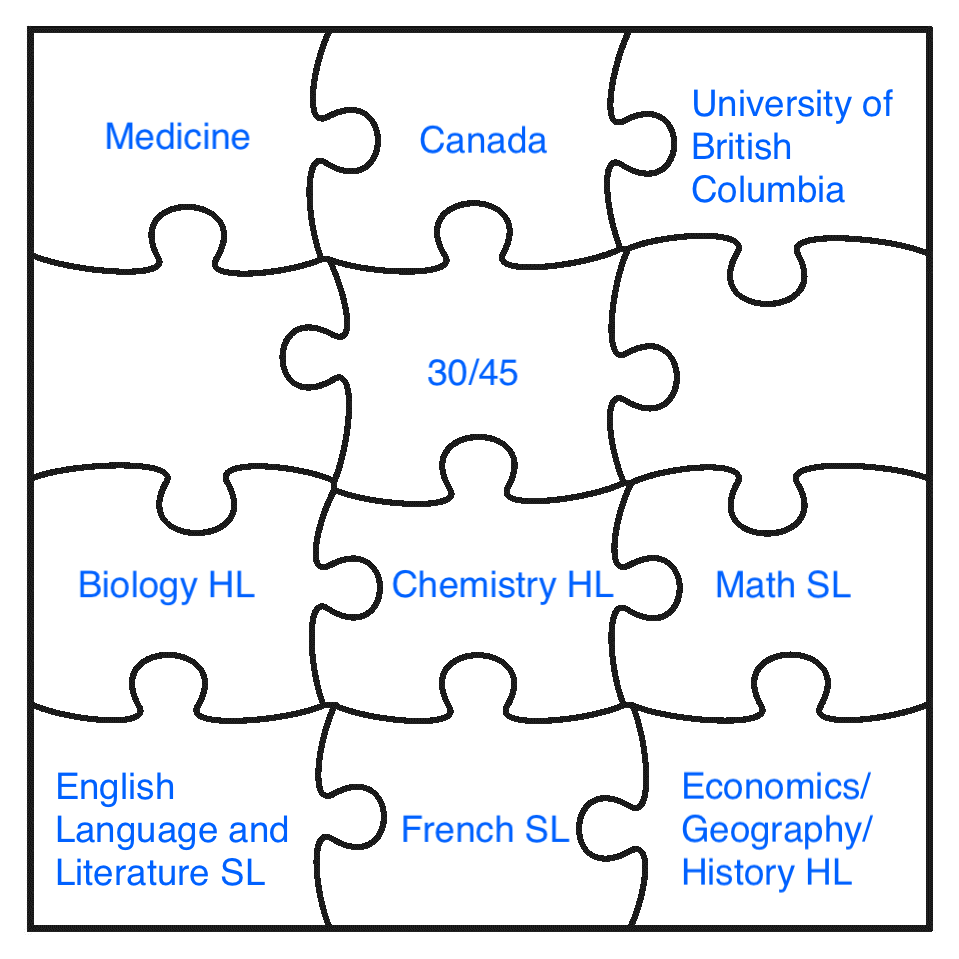 Medicine
Canada
University of
British
Columbia
30/45
Biology HL
Chemistry HL
Math SL
English
Language and
Literature SL
French SL
Economics/
Geography/
History HL